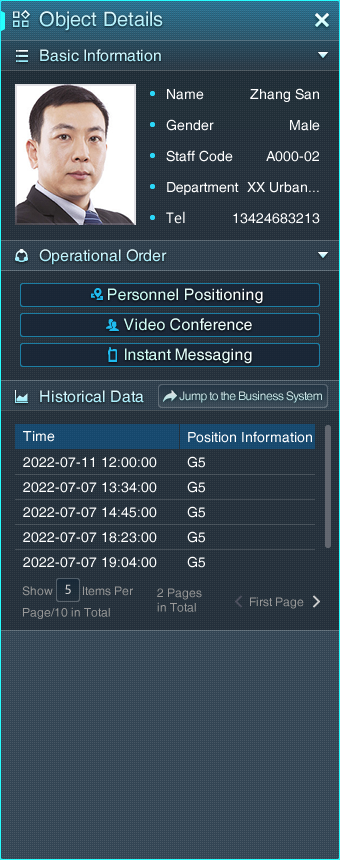 Object Details
Basic Information
Name Zhang San
Gender Male
Staff Code A000-02
Department XX Urban...
Tel 13424683213
Operational Order
Personnel Positioning
Video Conference
Instant Messaging
Historical Data Jump to the Business System
Time Position Information
2022-07-11 12:00:00 G5
2022-07-07 13:34:00 G5
2022-07-07 14:45:00 G5
2022-07-07 18:23:00 G5
2022-07-07 19:04:00 G5
Show 5 Items Per
Page/10 in Total
2 Pages
in Total
First Page